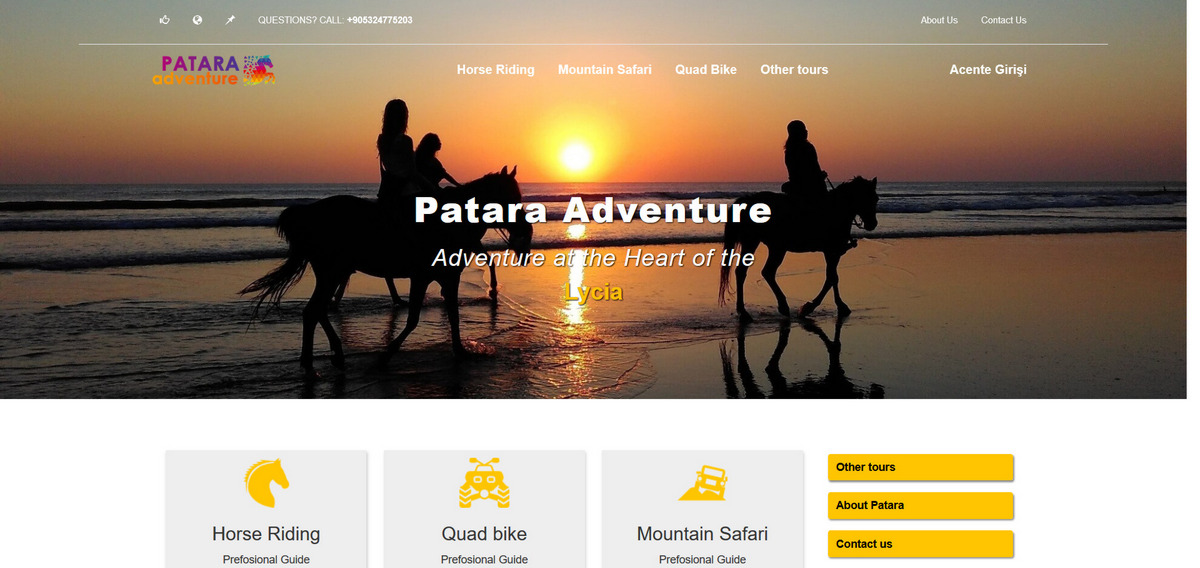 QUESTIONS? CALL: +905324775203
About Us
Contact Us
PATARA
adventure
Horse Riding
Mountain Safari
Quad Bike
Other tours
Acente Girişi
Patara Adventure
Adventure at the Heart of the
Lycia
Horse Riding
Prefosional Guide
Quad bike
Prefosional Guide
Mountain Safari
Prefosional Guide
Other tours
About Patara
Contact us